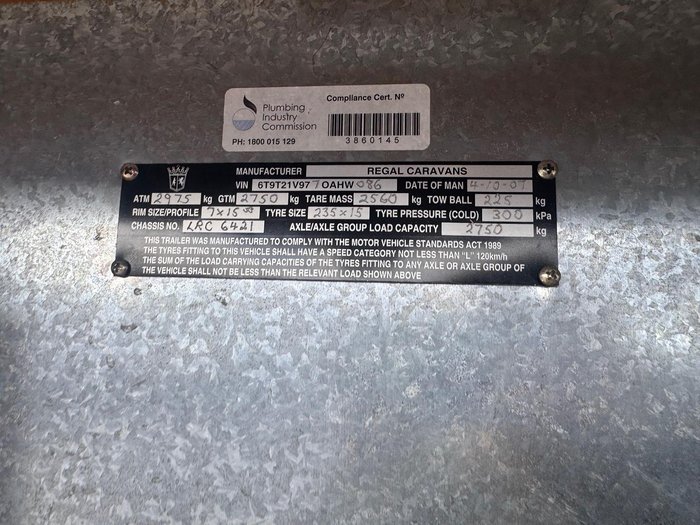 Plumbing
Industry
Commission
PH: 1800 015 129
Compliance Cert. Nº
3860145
MANUFACTURER REGAL CARAVANS
VIN 6T9T21V97TOAHW086 DATE OF MAN 4-10-07
ATM 2975 kg GTM 2750 kg TARE MASS 2560 kg TOW BALL 225 kg
RIM SIZE/PROFILE 7x15 TYRE SIZE 235x15 TYRE PRESSURE (COLD) 300 kPa
CHASSIS NO. LRC 6421 AXLE/AXLE GROUP LOAD CAPACITY 2750 kg
THIS TRAILER WAS MANUFACTURED TO COMPLY WITH THE MOTOR VEHICLE STANDARDS ACT 1989
THE TYRES FITTING TO THIS VEHICLE SHALL HAVE A SPEED CATEGORY NOT LESS THAN "L" 120km/h
THE SUM OF THE LOAD CARRYING CAPACITIES OF THE TYRES FITTING TO ANY AXLE OR AXLE GROUP OF
THE VEHICLE SHALL NOT BE LESS THAN THE RELEVANT LOAD SHOWN ABOVE